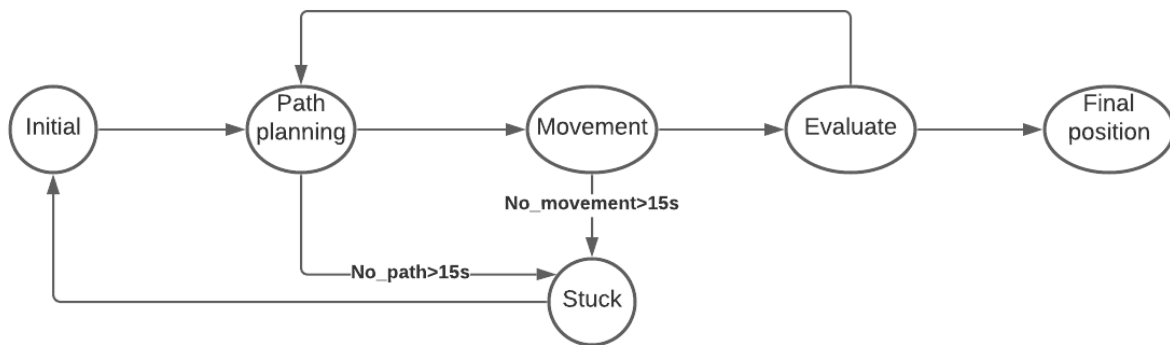 Initial
Path
planning
Movement
Evaluate
Final
position
No_movement>15s
No_path>15s
Stuck